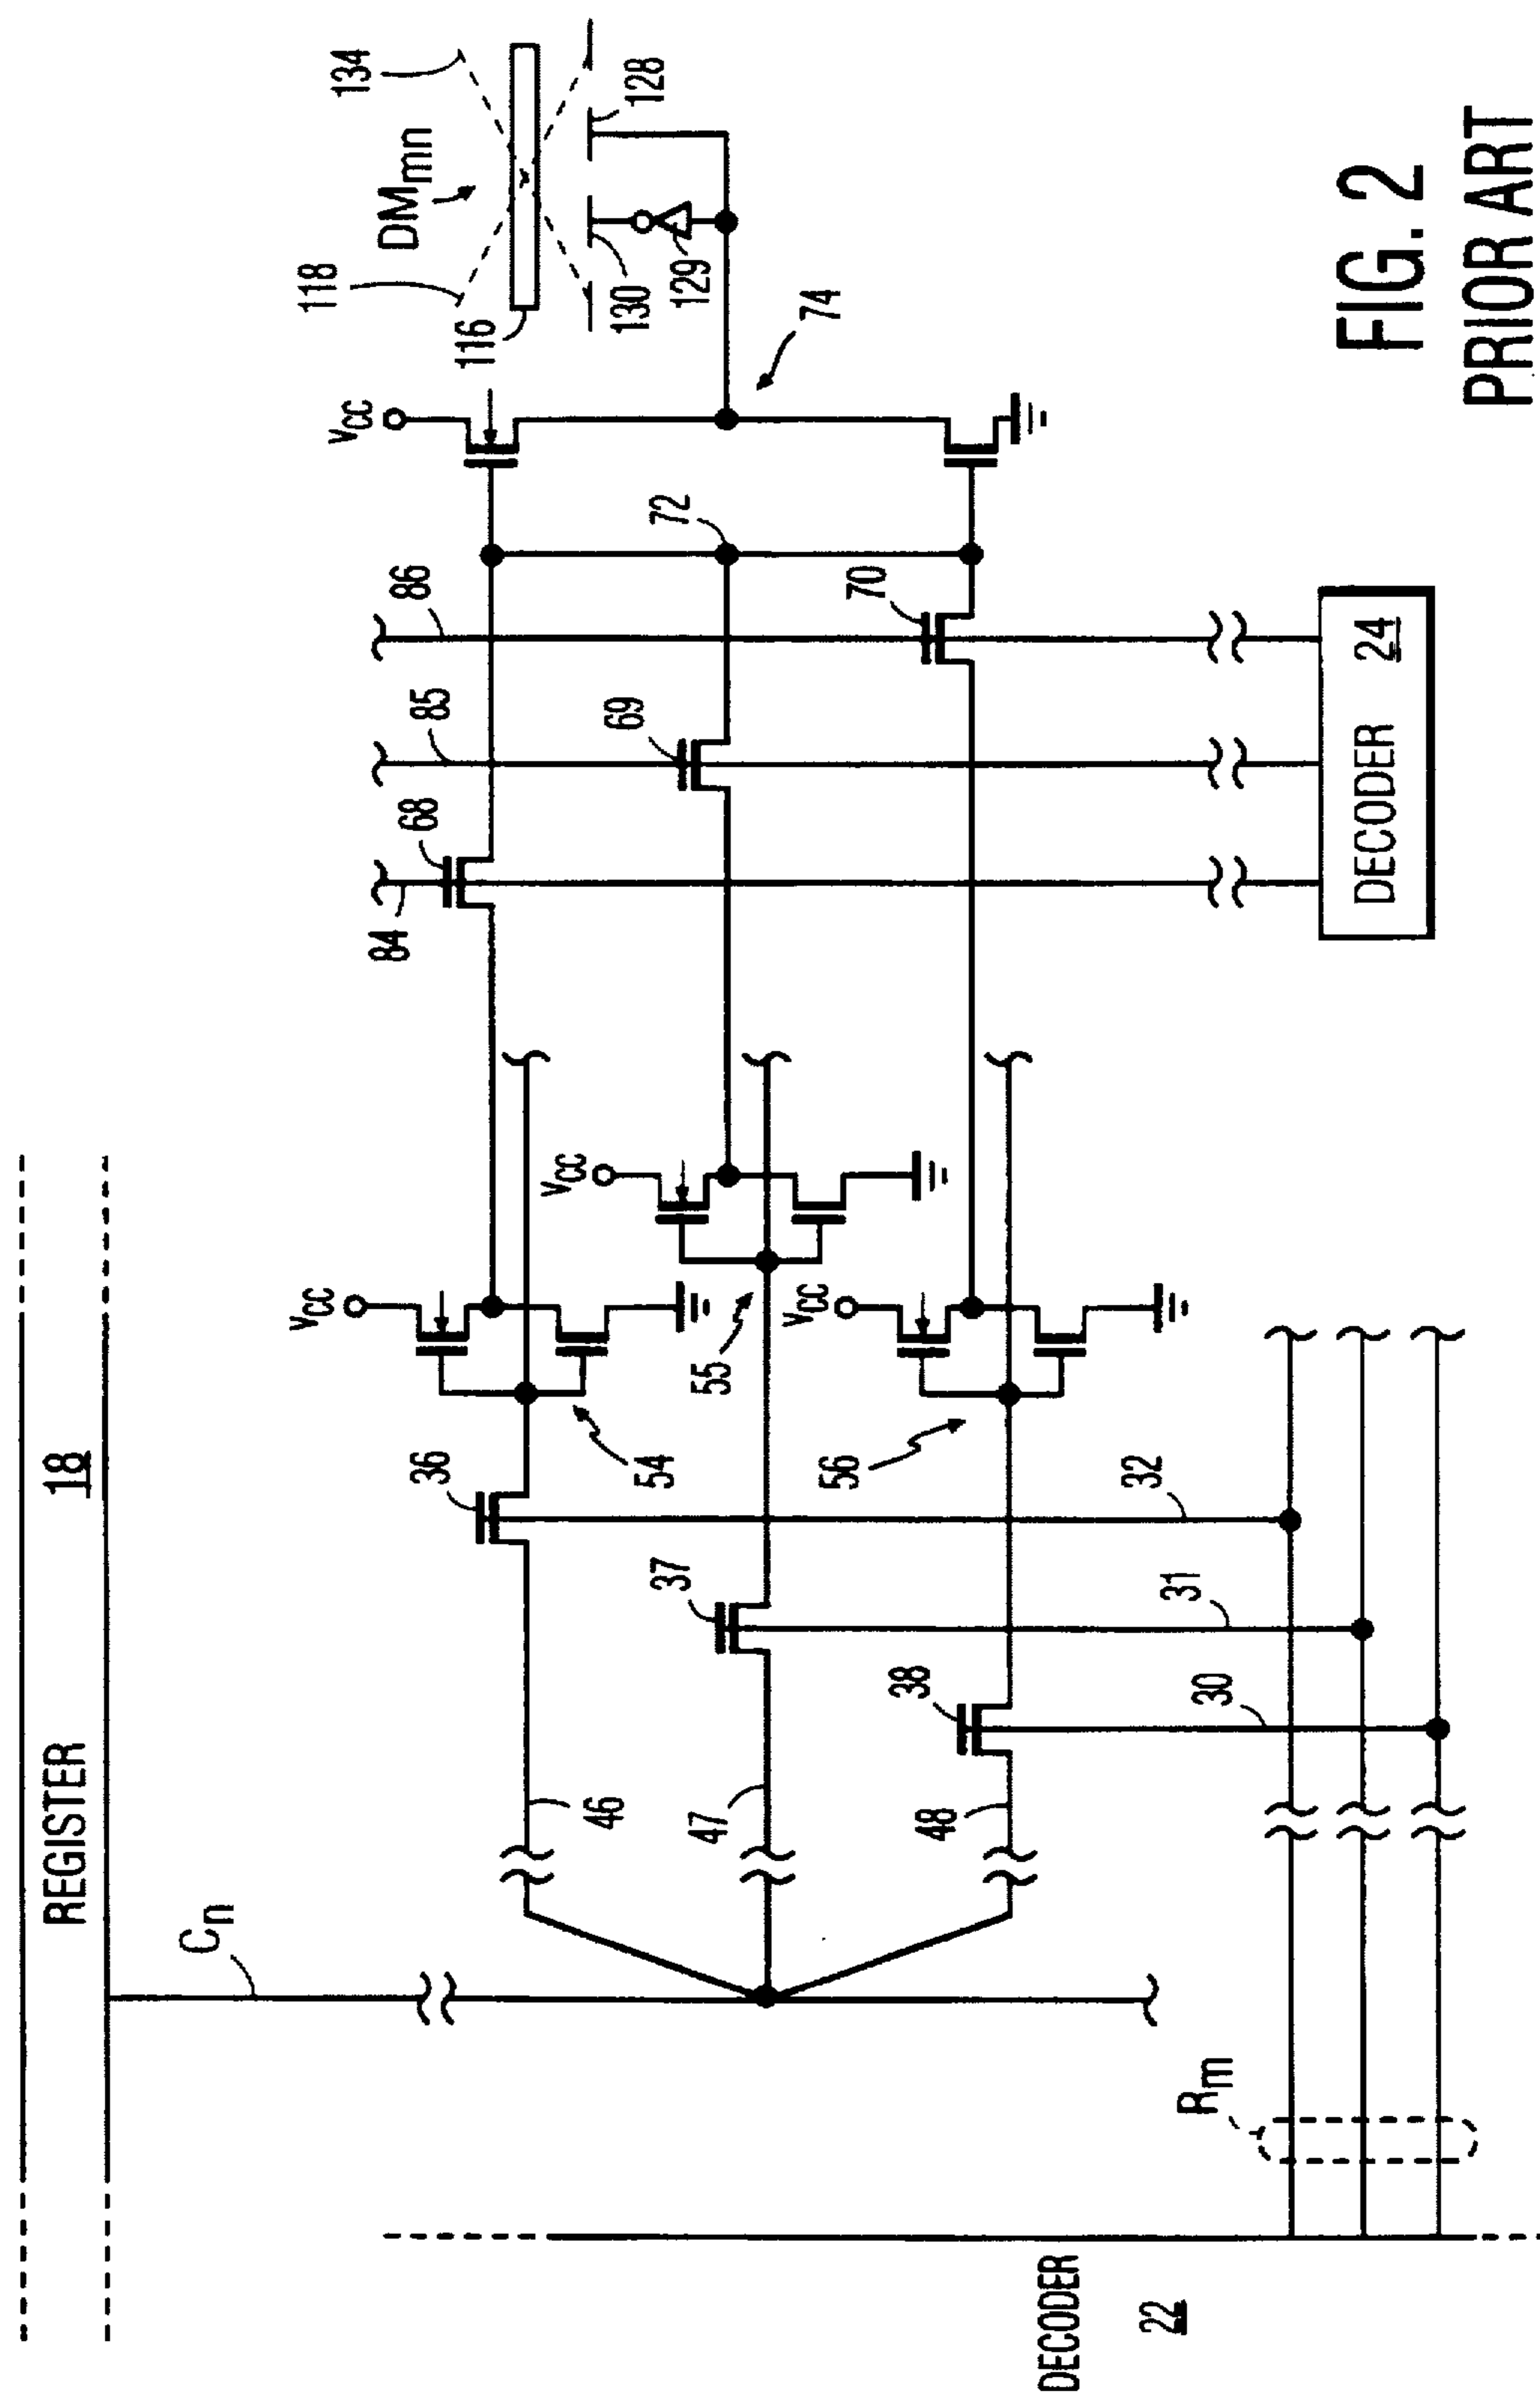 REGISTER 18
Cn
DECODER
22
Rm
46
47
48
36
37
38
30
31
32
VCC
54
VCC
55
VCC
56
84
68
85
69
86
70
72
DECODER 24
VCC
74
116
118
DMmn
134
130
129
128
FIG. 2
PRIOR ART